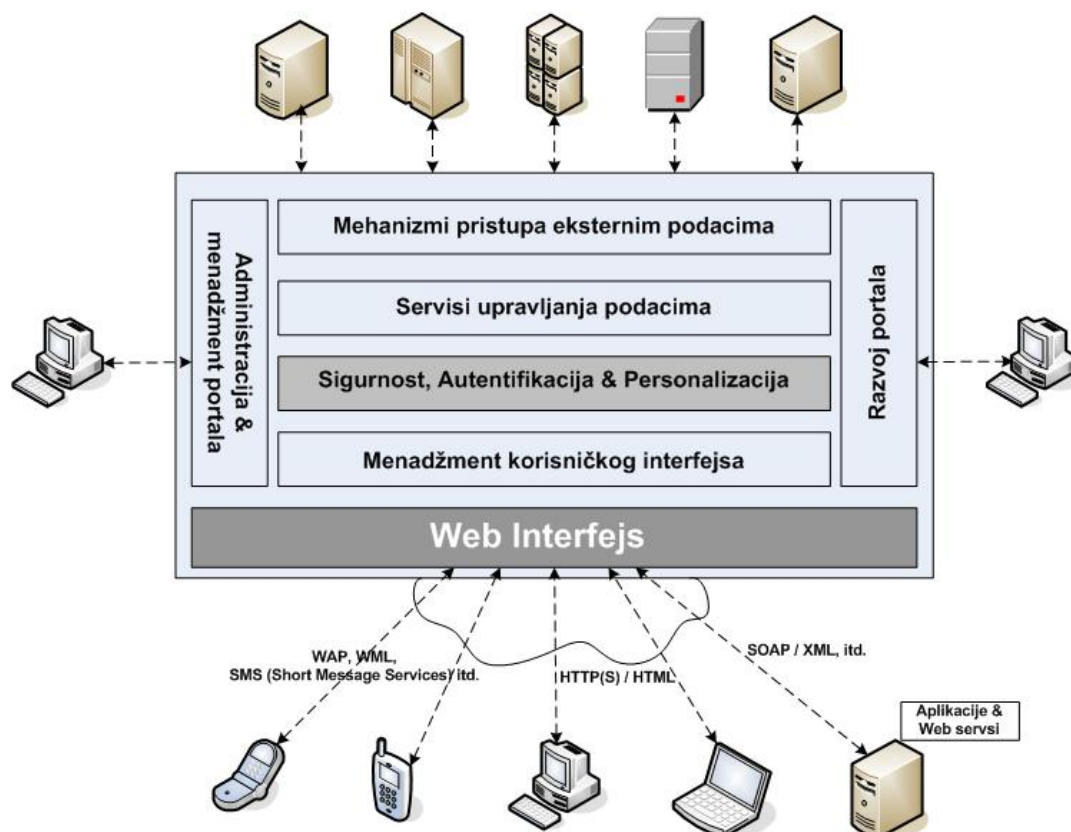 Mehanizmi pristupa eksternim podacima
Administracija &
menadžment portala
Servisi upravljanja podacima
Razvoj portala
Sigurnost, Autentifikacija & Personalizacija
Menadžment korisničkog interfejsa
Web Interfejs
WAP, WML,
SMS (Short Message Services) itd.
HTTP(S) / HTML
SOAP / XML, itd.
Aplikacije &
Web servsi